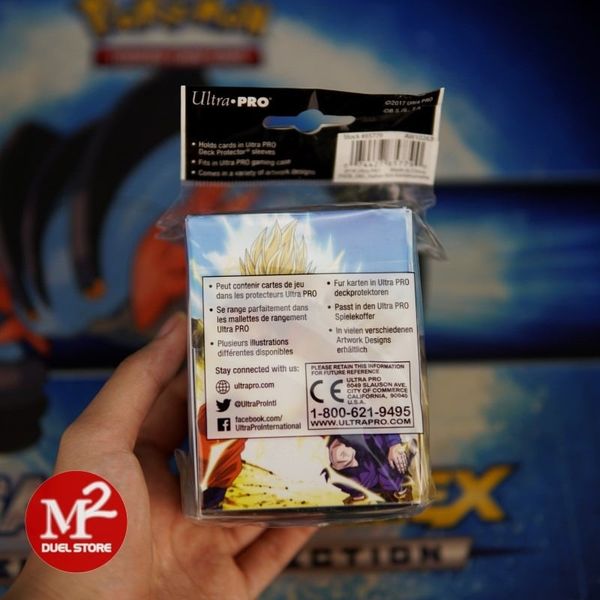 Pokémon
Ultra•PRO®
©2017 Ultra PRO,
• Holds cards in Ultra PRO
Deck Protector® sleeves
• Fits in Ultra PRO gaming case
• Comes in a variety of artwork designs
Stock #85779
• Peut contenir cartes de jeu
dans les protecteurs Ultra PRO
• Se range parfaitement dans
les mallettes de rangement
Ultra PRO
• Plusieurs illustrations
différentes disponibles
• Fur karten in Ultra PRO
deckprotektoren
• Passt in den Ultra PRO
Spielekoffer
• In vielen verschiedenen
Artwork Designs
erhältlich
Stay connected with us:
ultrapro.com
@UltraProIntl
facebook.com/
UltraProInternational
PLEASE RETAIN THIS INFORMATION
FOR FUTURE REFERENCE
CE
ULTRA PRO
6049 SLAUSON AVE.
CITY OF COMMERCE
CALIFORNIA, 90040
U.S.A.
1-800-621-9495
WWW.ULTRAPRO.COM
EX
M2
DUEL STORE